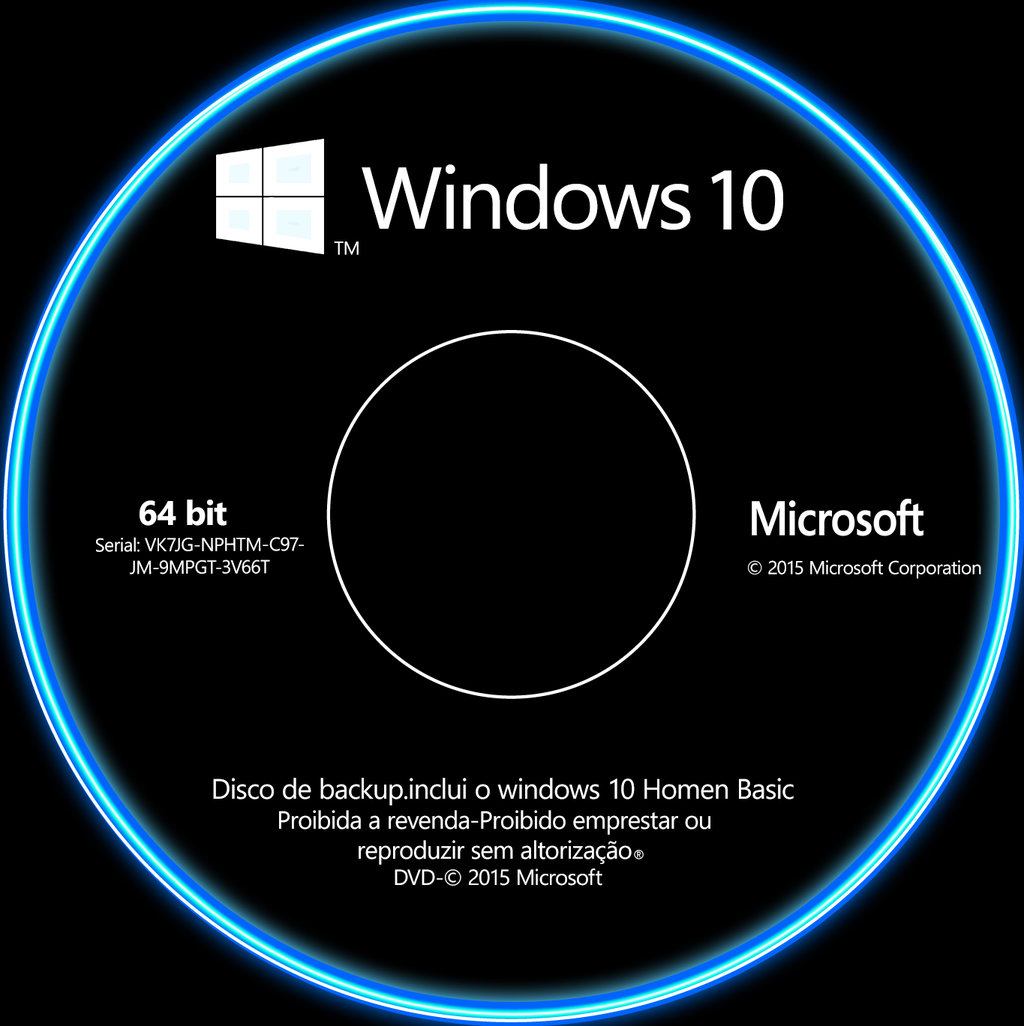 Windows 10
TM
64 bit
Serial: VK7JG-NPHTM-C97-
JM-9MPGT-3V66T
Microsoft
© 2015 Microsoft Corporation
Disco de backup.inclui o windows 10 Homen Basic
Proibida a revenda-Proibido emprestar ou
reproduzir sem altorização®
DVD-© 2015 Microsoft